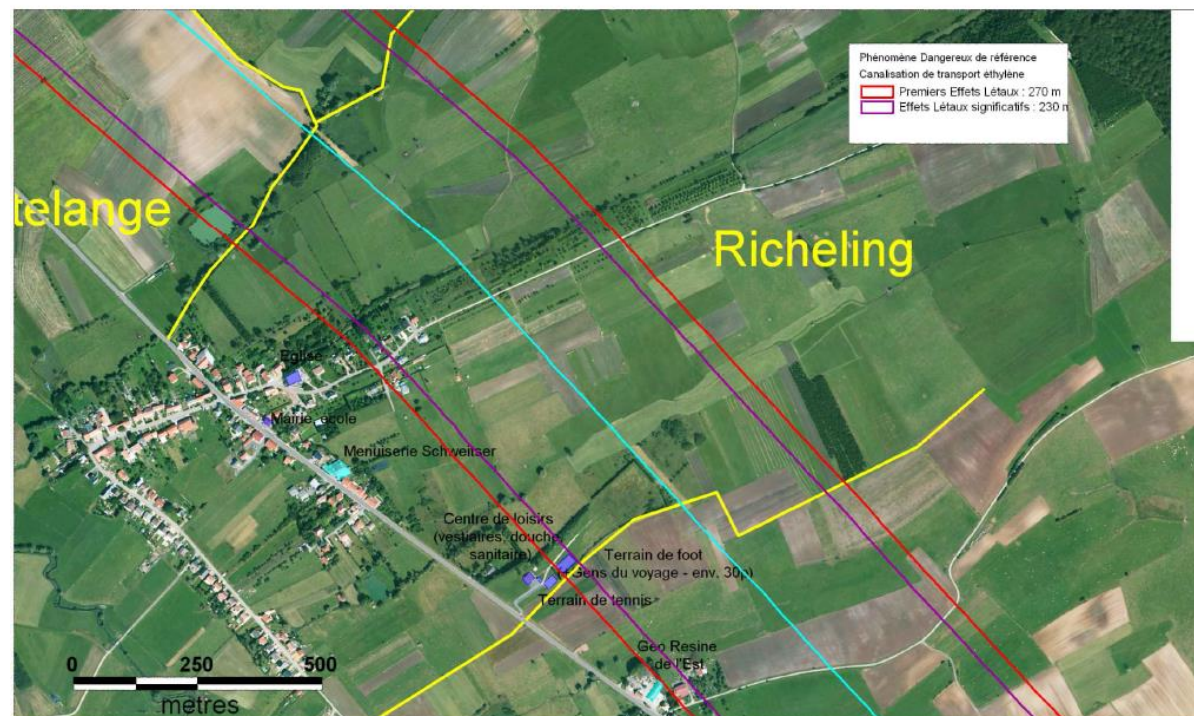 Phénomène Dangereux de référence
Canalisation de transport éthylène
Premiers Effets Létaux : 270 m
Effets Létaux significatifs : 230 m
telange
Richeling
Eglise
Mairie, école
Menuiserie Schweitser
Centre de loisirs
(vestiaires, douche,
sanitaire)
Terrain de foot
(+Gens du voyage - env. 30p)
Terrain de tennis
Géo Resine
de l'Est
0 250 500
mètres